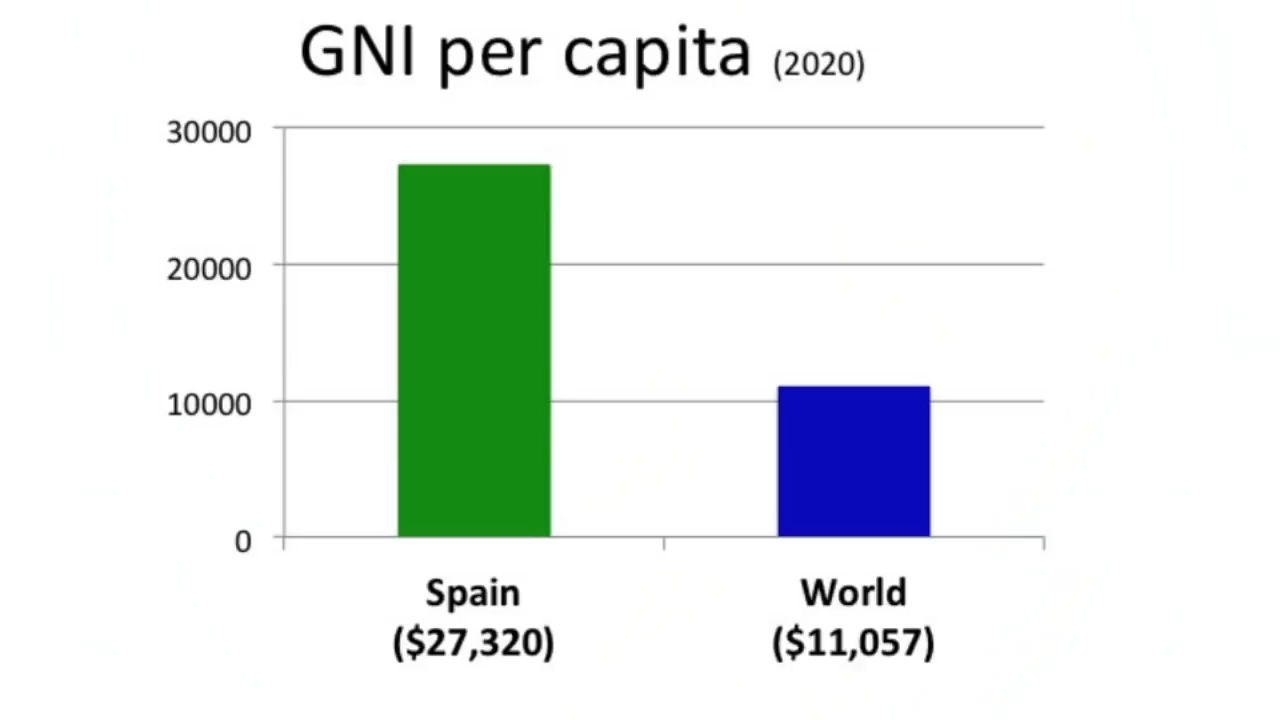 GNI per capita (2020)
30000
20000
10000
0
Spain
($27,320)
World
($11,057)